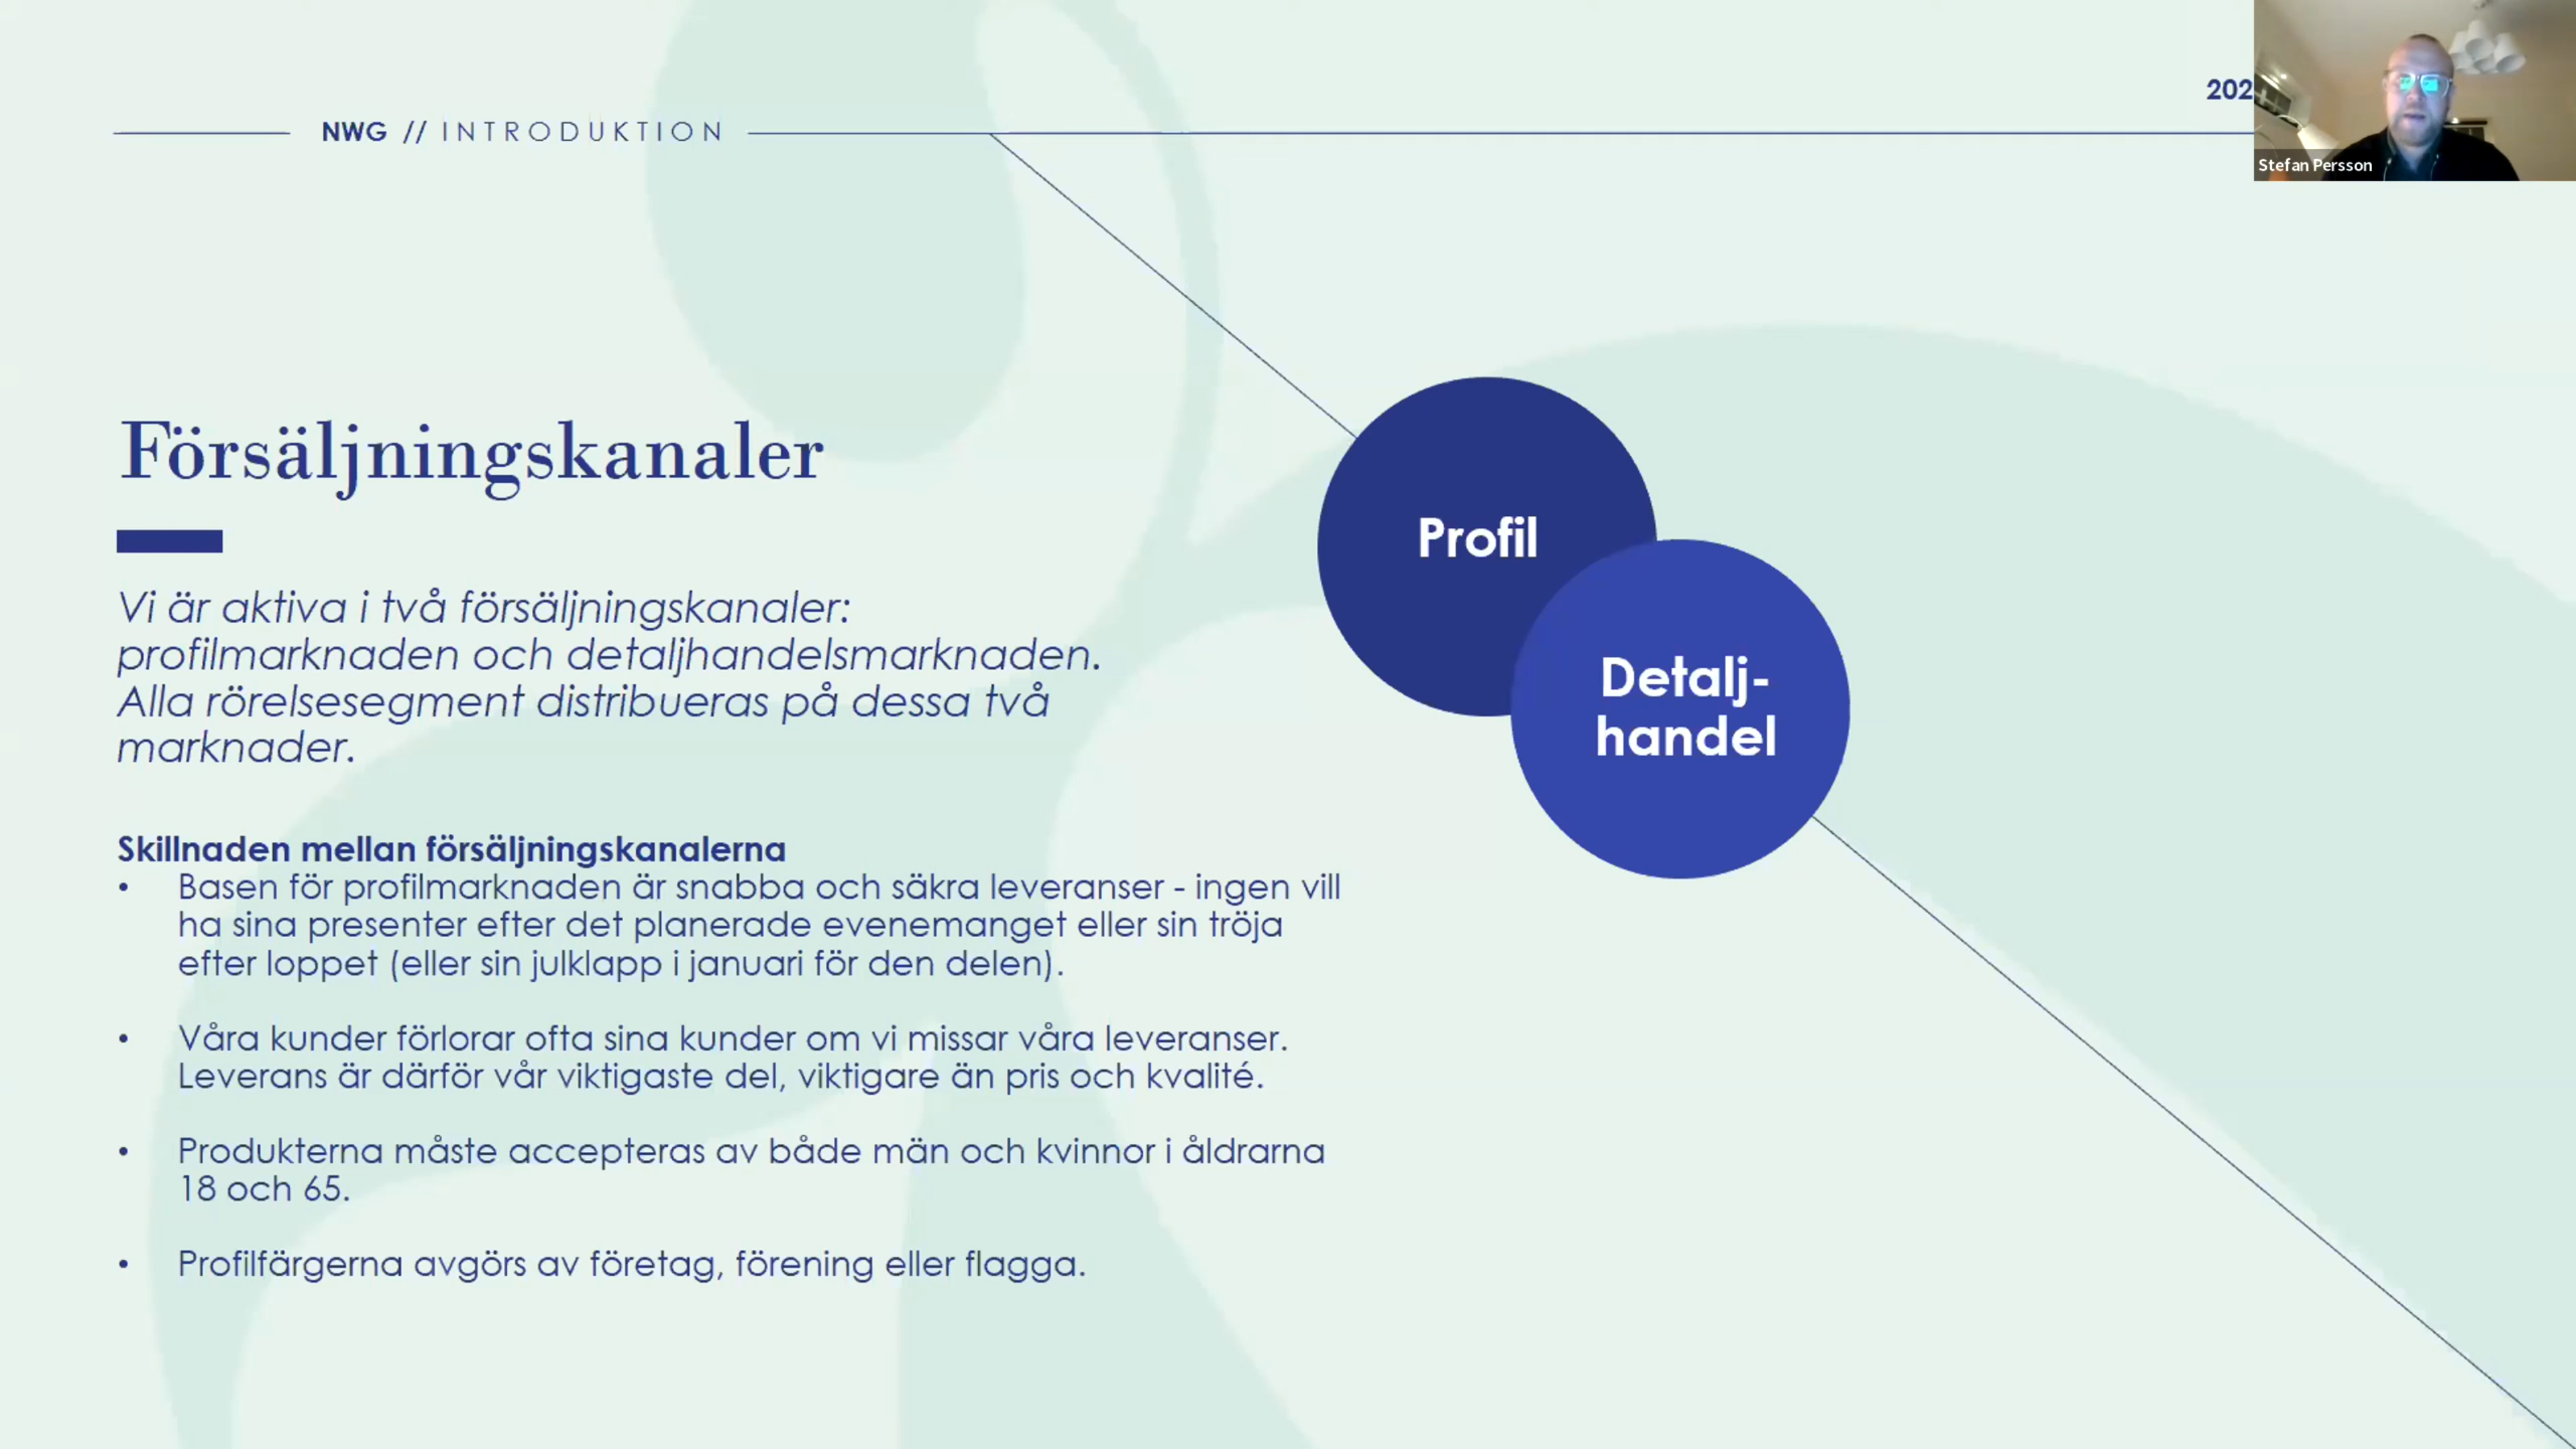 202
NWG // INTRODUKTION
Stefan Persson
Försäljningskanaler
Vi är aktiva i två försäljningskanaler:
profilmarknaden och detaljhandelsmarknaden.
Alla rörelsesegment distribueras på dessa två
marknader.
Profil
Detalj-
handel
Skillnaden mellan försäljningskanalerna
• Basen för profilmarknaden är snabba och säkra leveranser - ingen vill
ha sina presenter efter det planerade evenemanget eller sin tröja
efter loppet (eller sin julklapp i januari för den delen).
• Våra kunder förlorar ofta sina kunder om vi missar våra leveranser.
Leverans är därför vår viktigaste del, viktigare än pris och kvalité.
• Produkterna måste accepteras av både män och kvinnor i åldrarna
18 och 65.
• Profilfärgerna avgörs av företag, förening eller flagga.